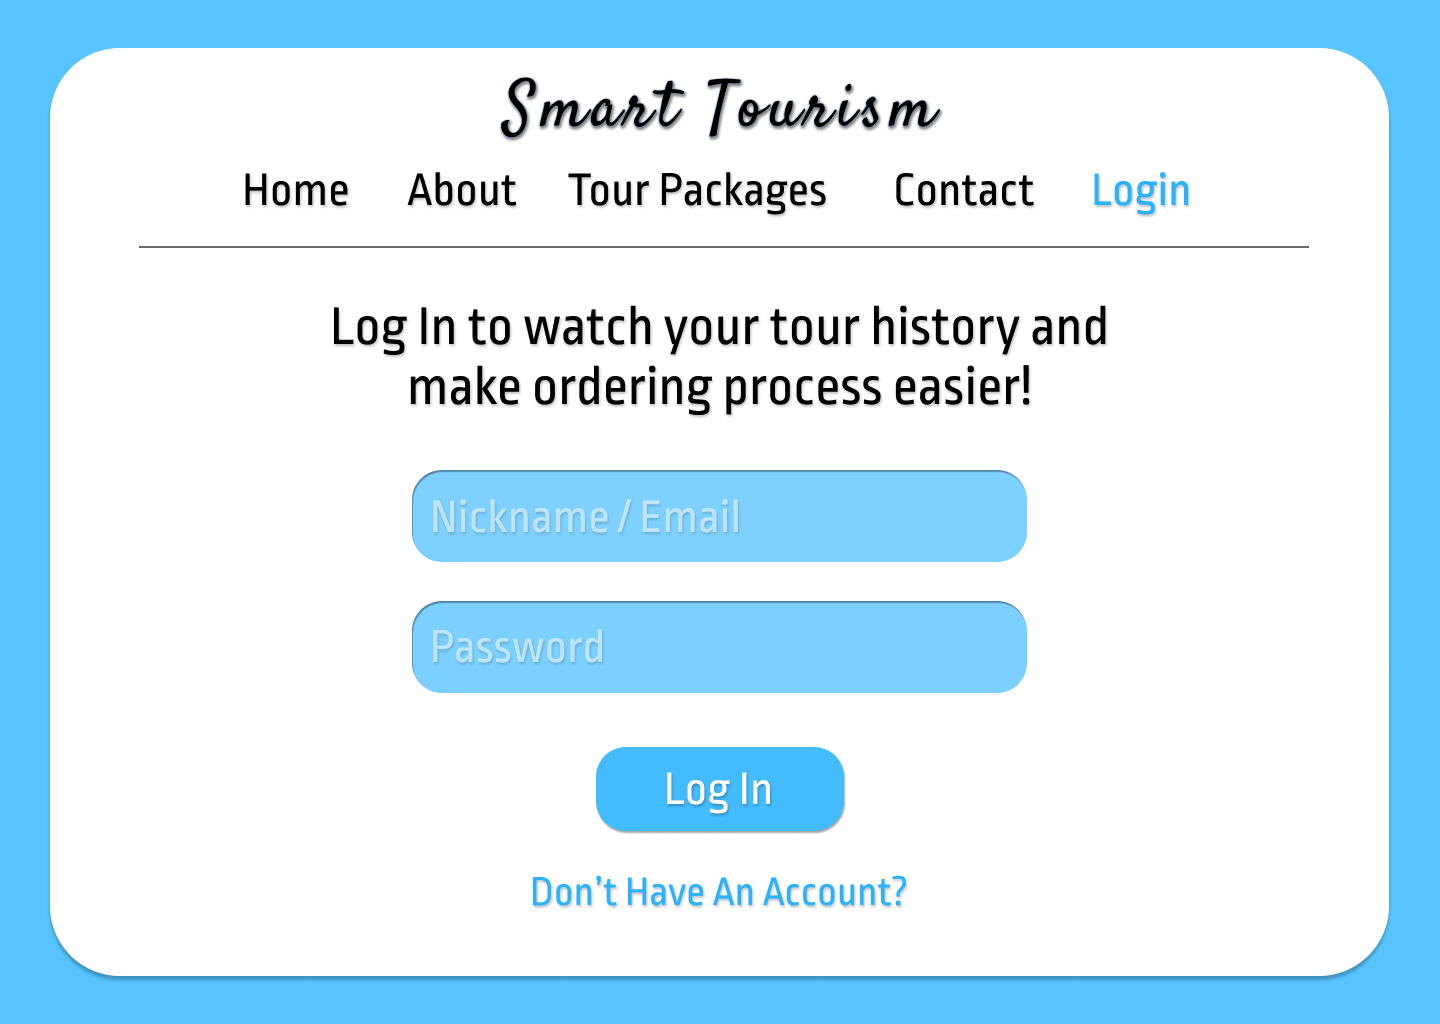 Smart Tourism
Home About Tour Packages Contact Login
Log In to watch your tour history and
make ordering process easier!
Nickname / Email
Password
Log In
Don’t Have An Account?